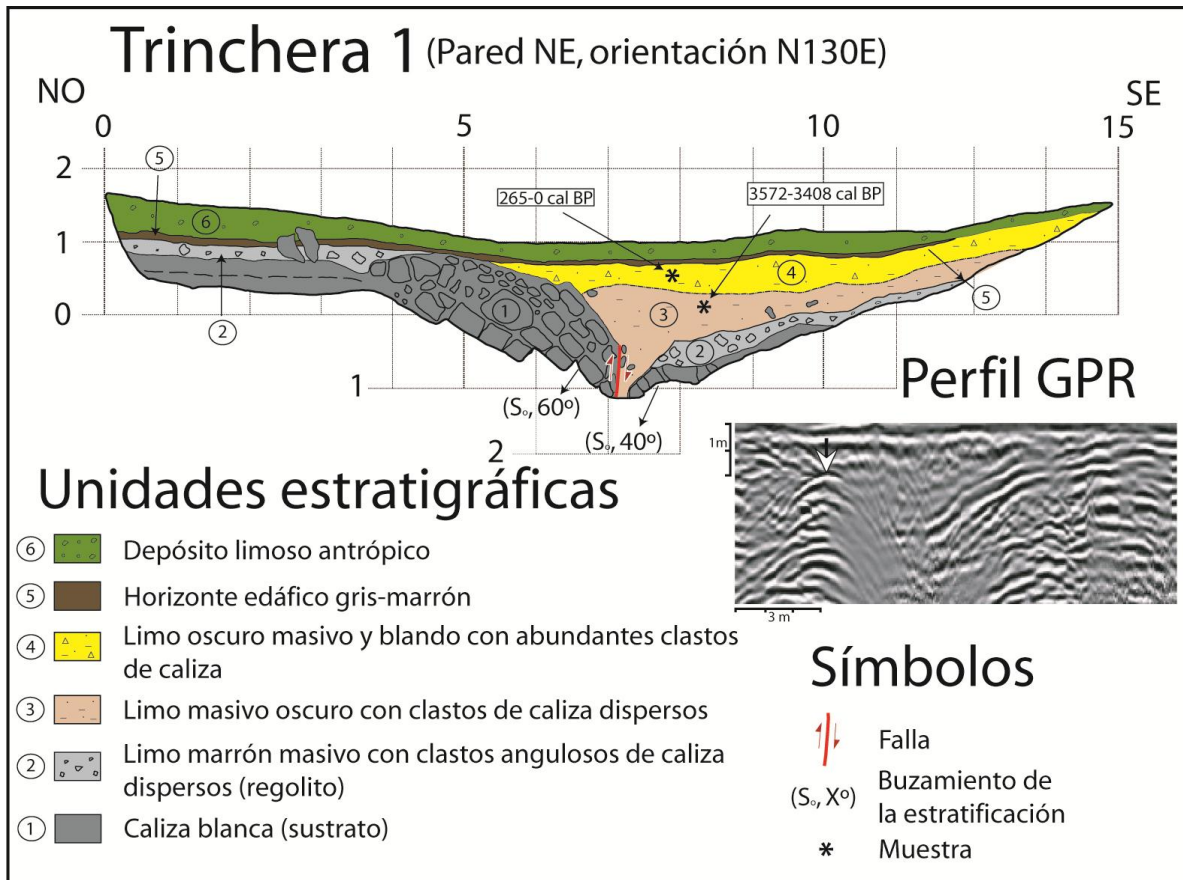 Trinchera 1 (Pared NE, orientación N130E)
NO
SE
0
5
10
15
2
1
0
1
2
5
6
265-0 cal BP
3572-3408 cal BP
4
1
3
2
5
2
(S₀, 60º)
(S₀, 40º)
Perfil GPR
1m
3 m
Unidades estratigráficas
6 Depósito limoso antrópico
5 Horizonte edáfico gris-marrón
4 Limo oscuro masivo y blando con abundantes clastos
de caliza
3 Limo masivo oscuro con clastos de caliza dispersos
2 Limo marrón masivo con clastos angulosos de caliza
dispersos (regolito)
1 Caliza blanca (sustrato)
Símbolos
Falla
(S₀, Xº) Buzamiento de
la estratificación
* Muestra